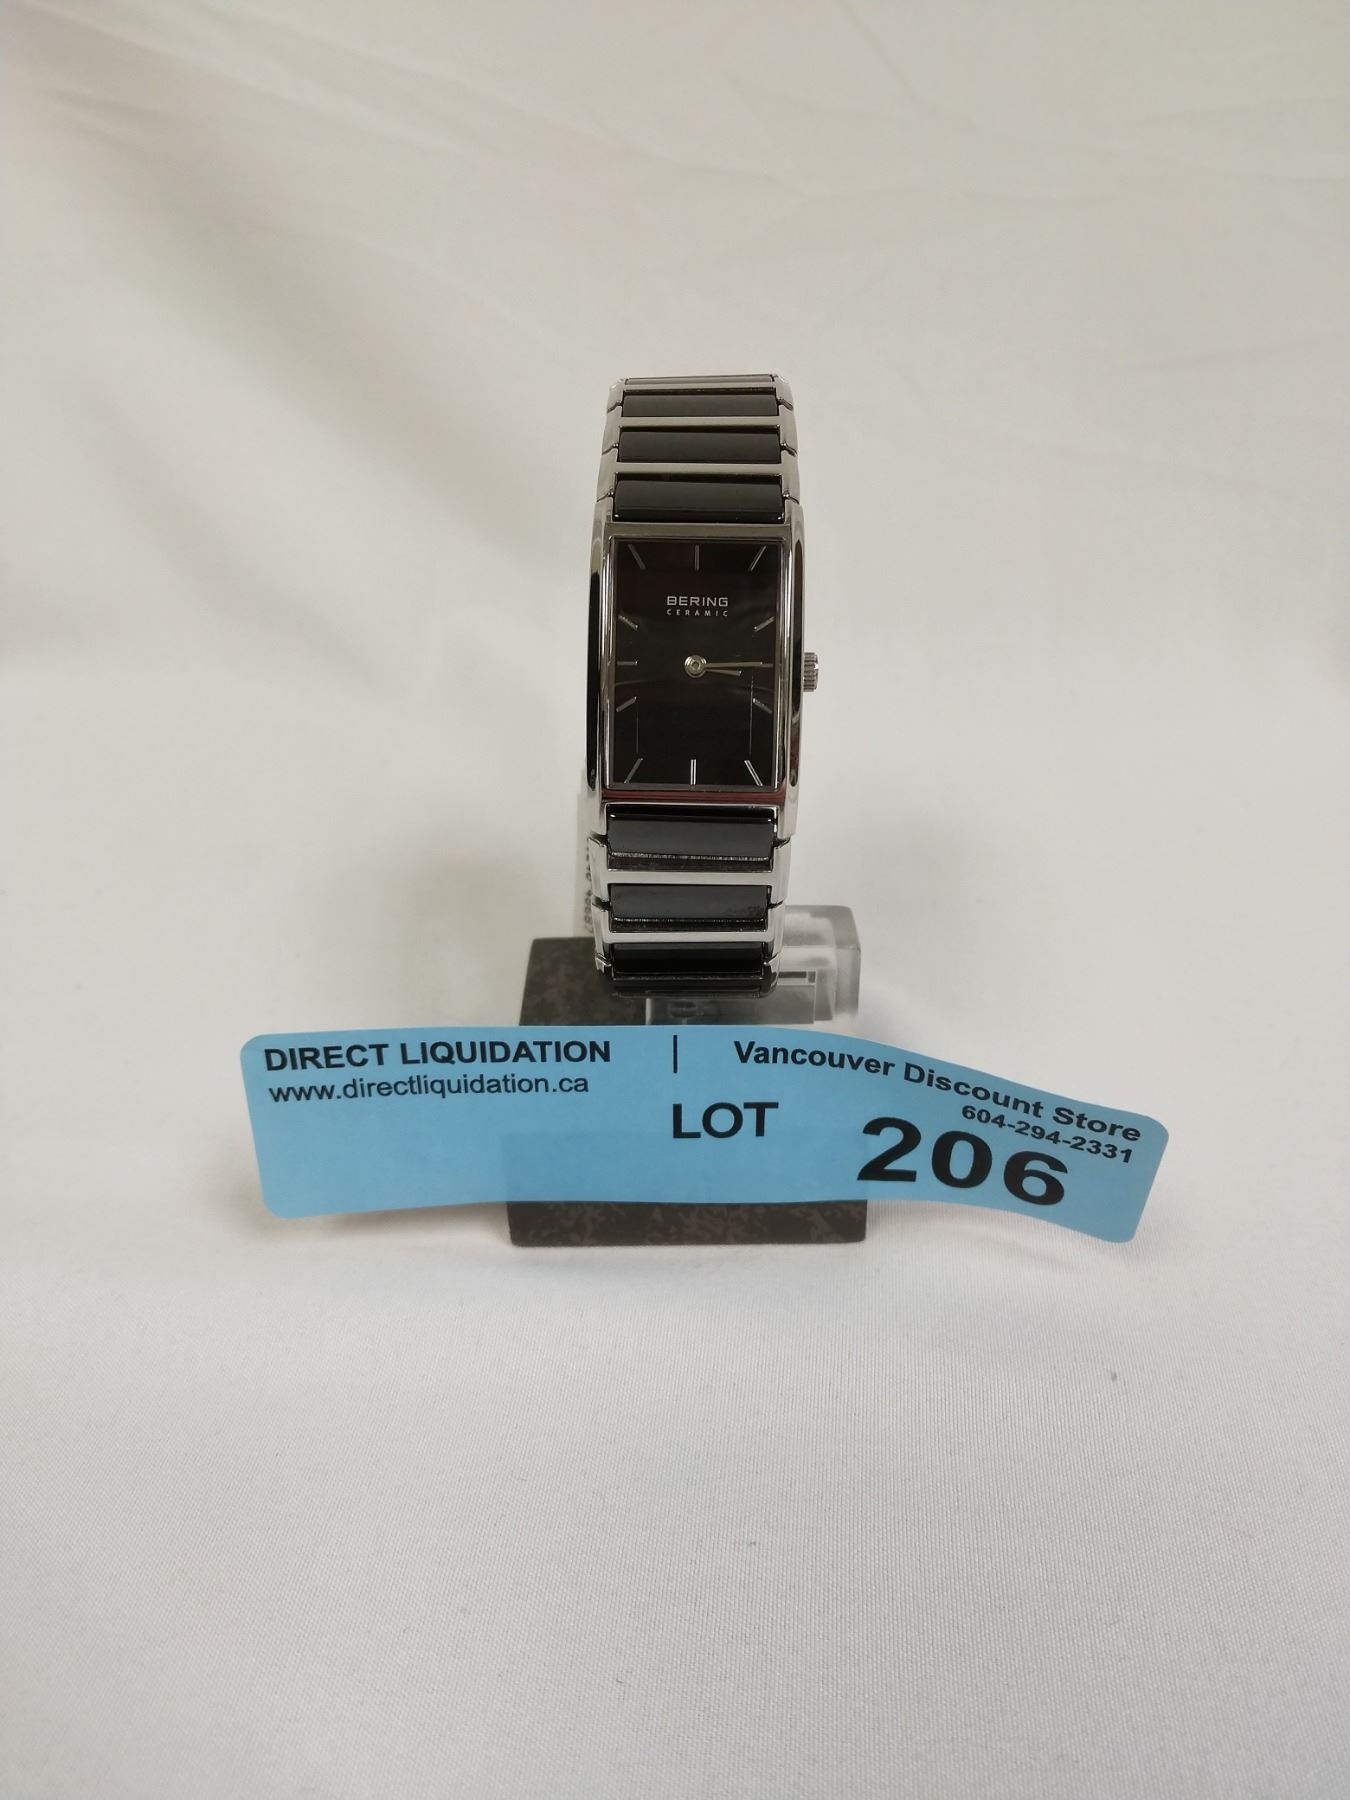 BERING
CERAMIC
DIRECT LIQUIDATION | Vancouver Discount Store
www.directliquidation.ca
604-294-2331
LOT 206